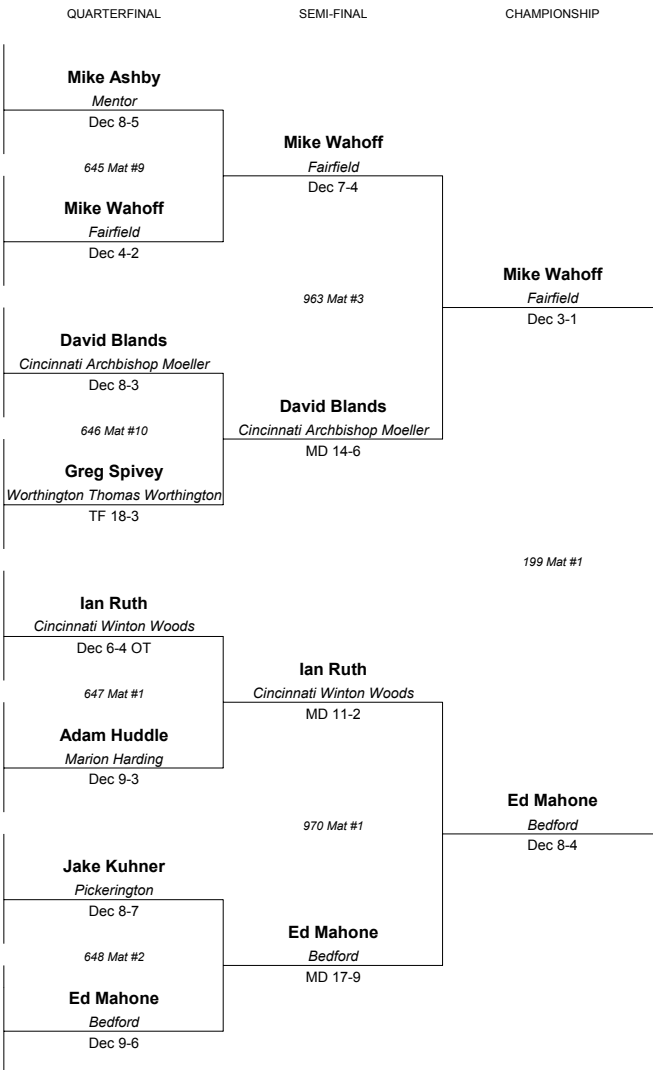 QUARTERFINAL SEMI-FINAL CHAMPIONSHIP
Mike Ashby
Mentor
Dec 8-5
645 Mat #9
Mike Wahoff
Fairfield
Dec 4-2
David Blands
Cincinnati Archbishop Moeller
Dec 8-3
646 Mat #10
Greg Spivey
Worthington Thomas Worthington
TF 18-3
Ian Ruth
Cincinnati Winton Woods
Dec 6-4 OT
647 Mat #1
Adam Huddle
Marion Harding
Dec 9-3
Jake Kuhner
Pickerington
Dec 8-7
648 Mat #2
Ed Mahone
Bedford
Dec 9-6
Mike Wahoff
Fairfield
Dec 7-4
963 Mat #3
David Blands
Cincinnati Archbishop Moeller
MD 14-6
Ian Ruth
Cincinnati Winton Woods
MD 11-2
970 Mat #1
Ed Mahone
Bedford
MD 17-9
Mike Wahoff
Fairfield
Dec 3-1
199 Mat #1
Ed Mahone
Bedford
Dec 8-4